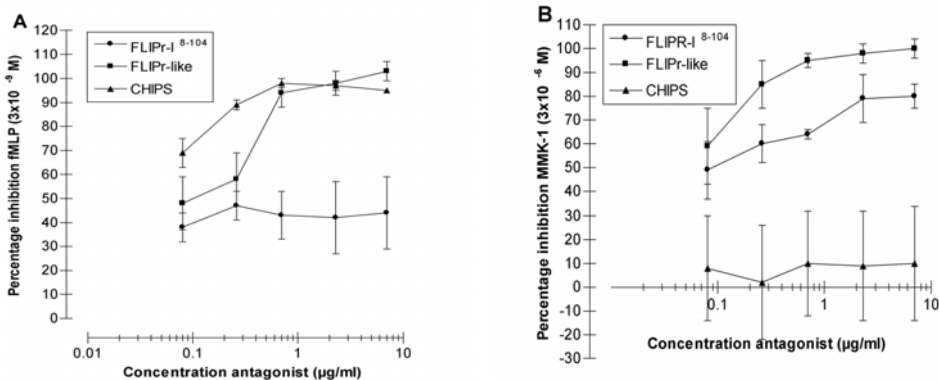 A
FLIPr-l 8-104
FLIPr-like
CHIPS
Percentage inhibition fMLP (3x10 -9 M)
120
110
100
90
80
70
60
50
40
30
20
10
0
0.01
0.1
1
10
Concentration antagonist (µg/ml)
B
FLIPR-l 8-104
FLIPr-like
CHIPS
Percentage inhibition MMK-1 (3x10 -6 M)
110
100
90
80
70
60
50
40
30
20
10
0
-10
-20
-30
0.1
1
10
Concentration antagonist (µg/ml)